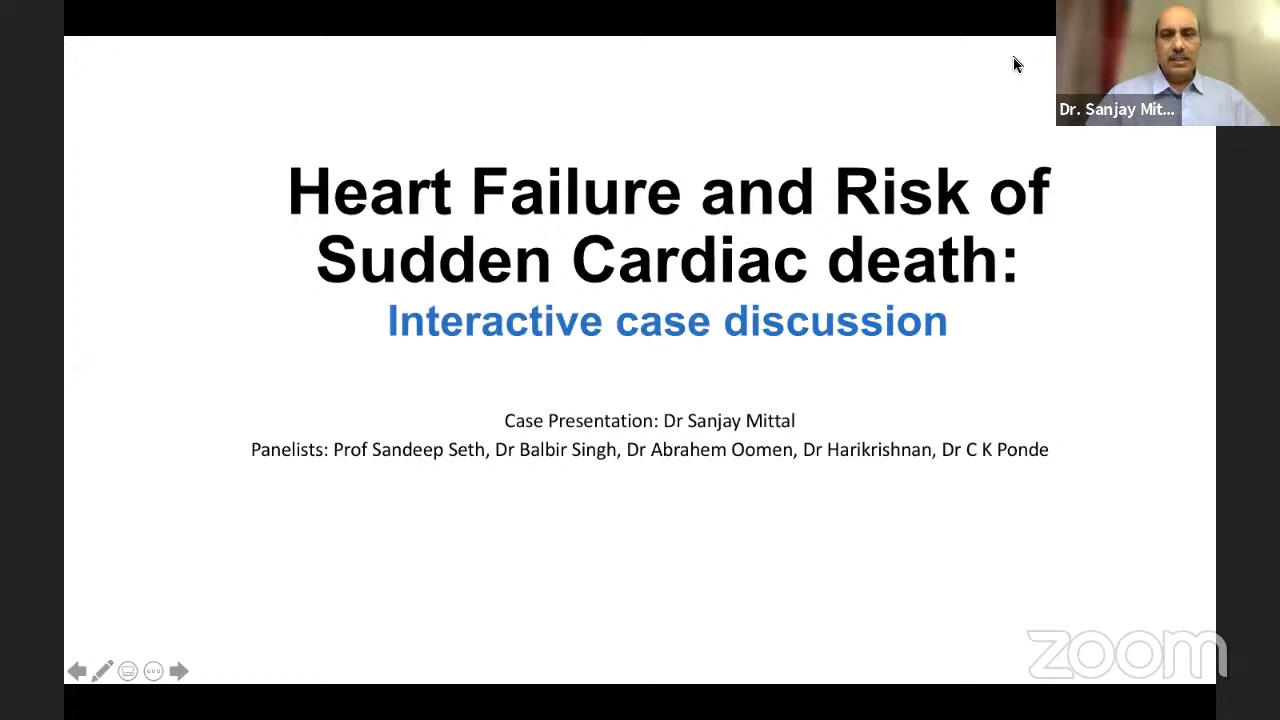 Dr. Sanjay Mit...
Heart Failure and Risk of
Sudden Cardiac death:
Interactive case discussion
Case Presentation: Dr Sanjay Mittal
Panelists: Prof Sandeep Seth, Dr Balbir Singh, Dr Abrahem Oomen, Dr Harikrishnan, Dr C K Ponde
zoom